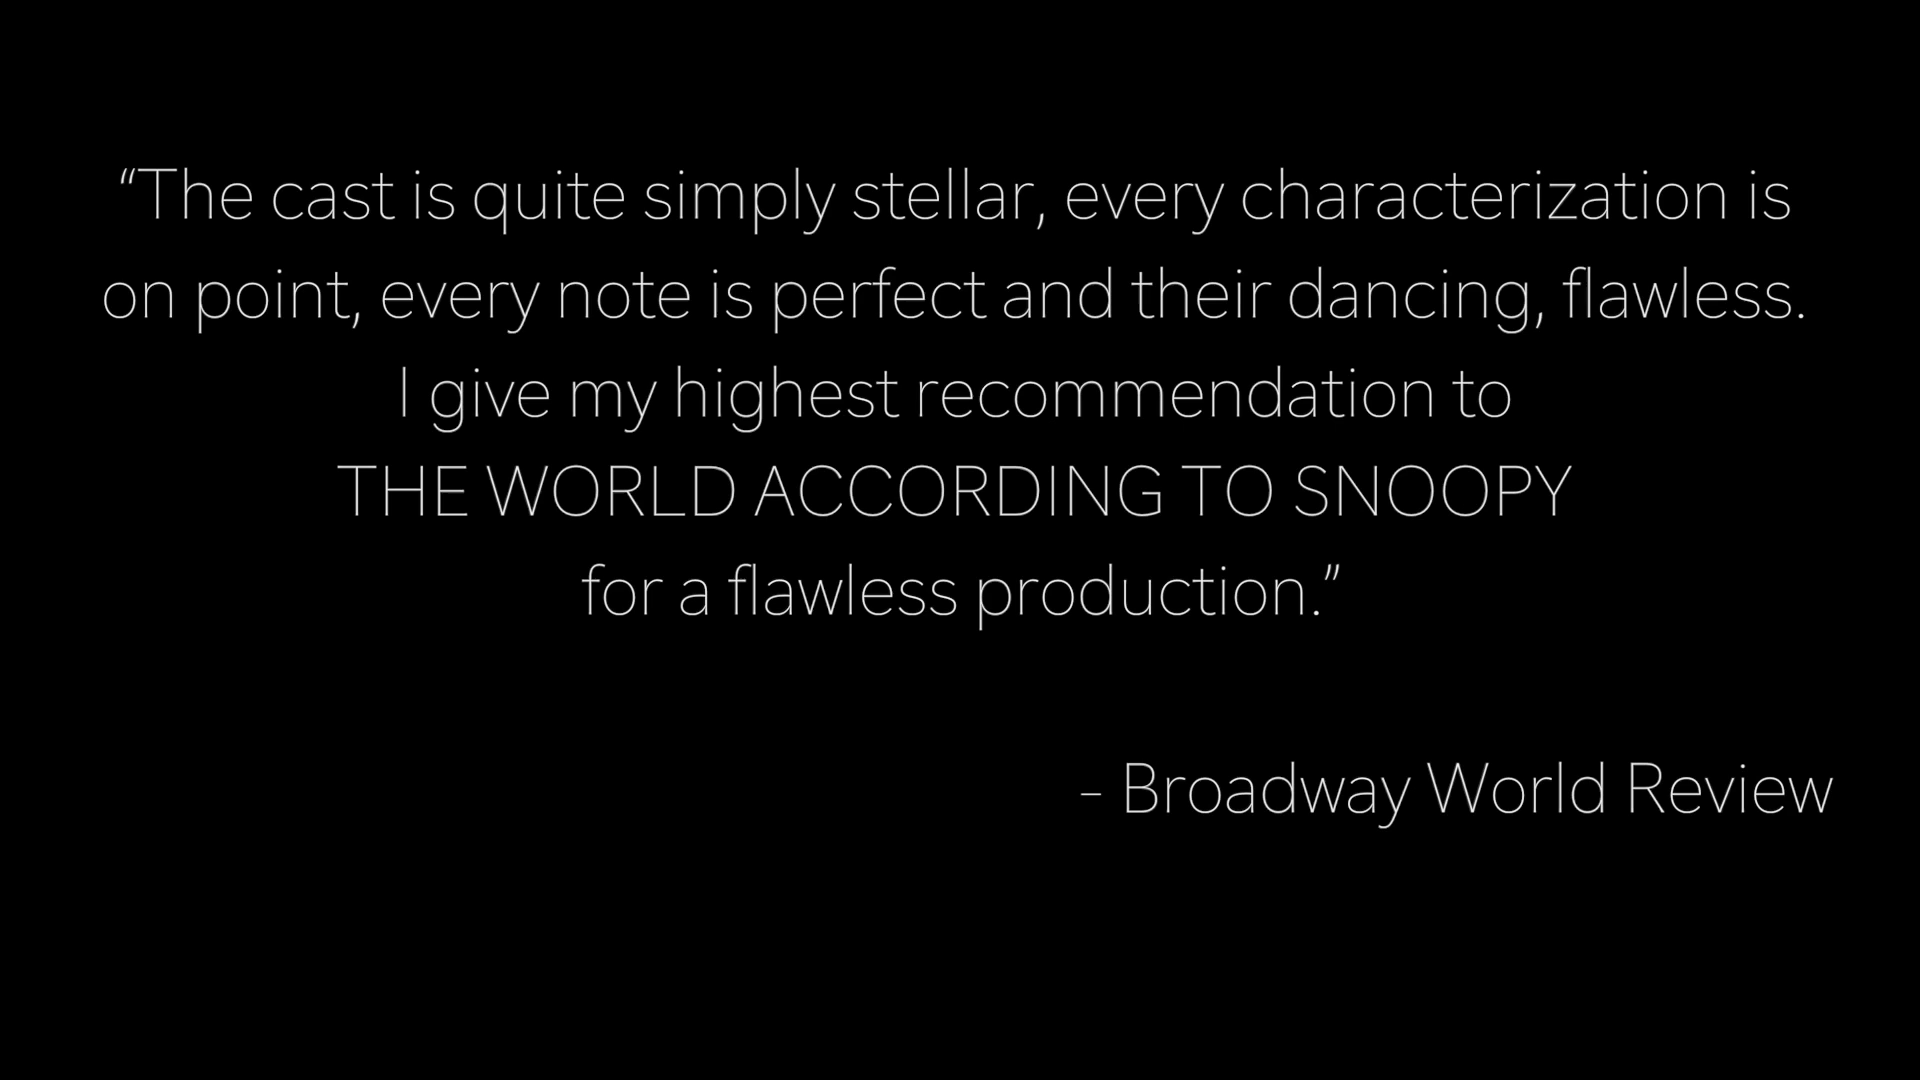 “The cast is quite simply stellar, every characterization is
on point, every note is perfect and their dancing, flawless.
I give my highest recommendation to
THE WORLD ACCORDING TO SNOOPY
for a flawless production.”
- Broadway World Review